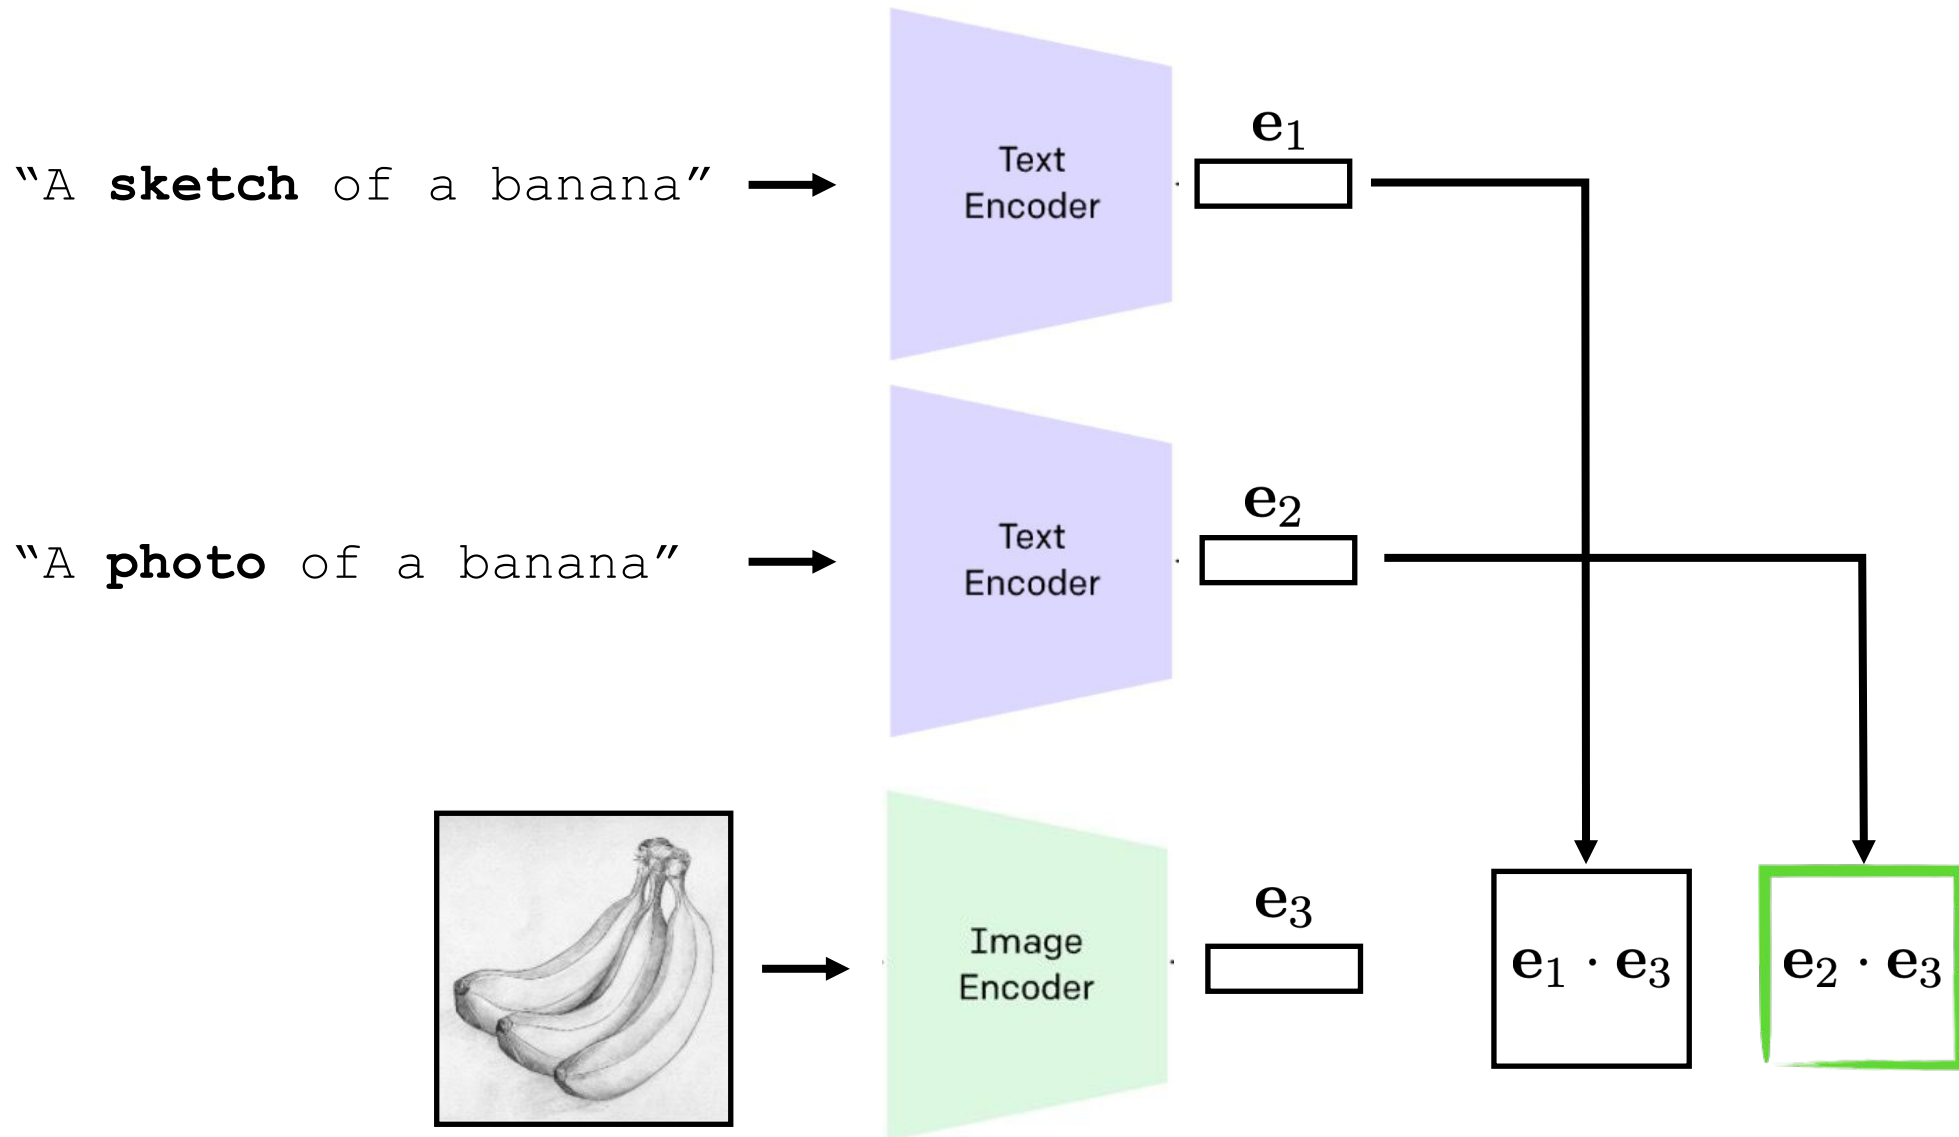 “A sketch of a banana”
Text
Encoder
e₁
“A photo of a banana”
Text
Encoder
e₂
Image
Encoder
e₃
e₁ · e₃
e₂ · e₃